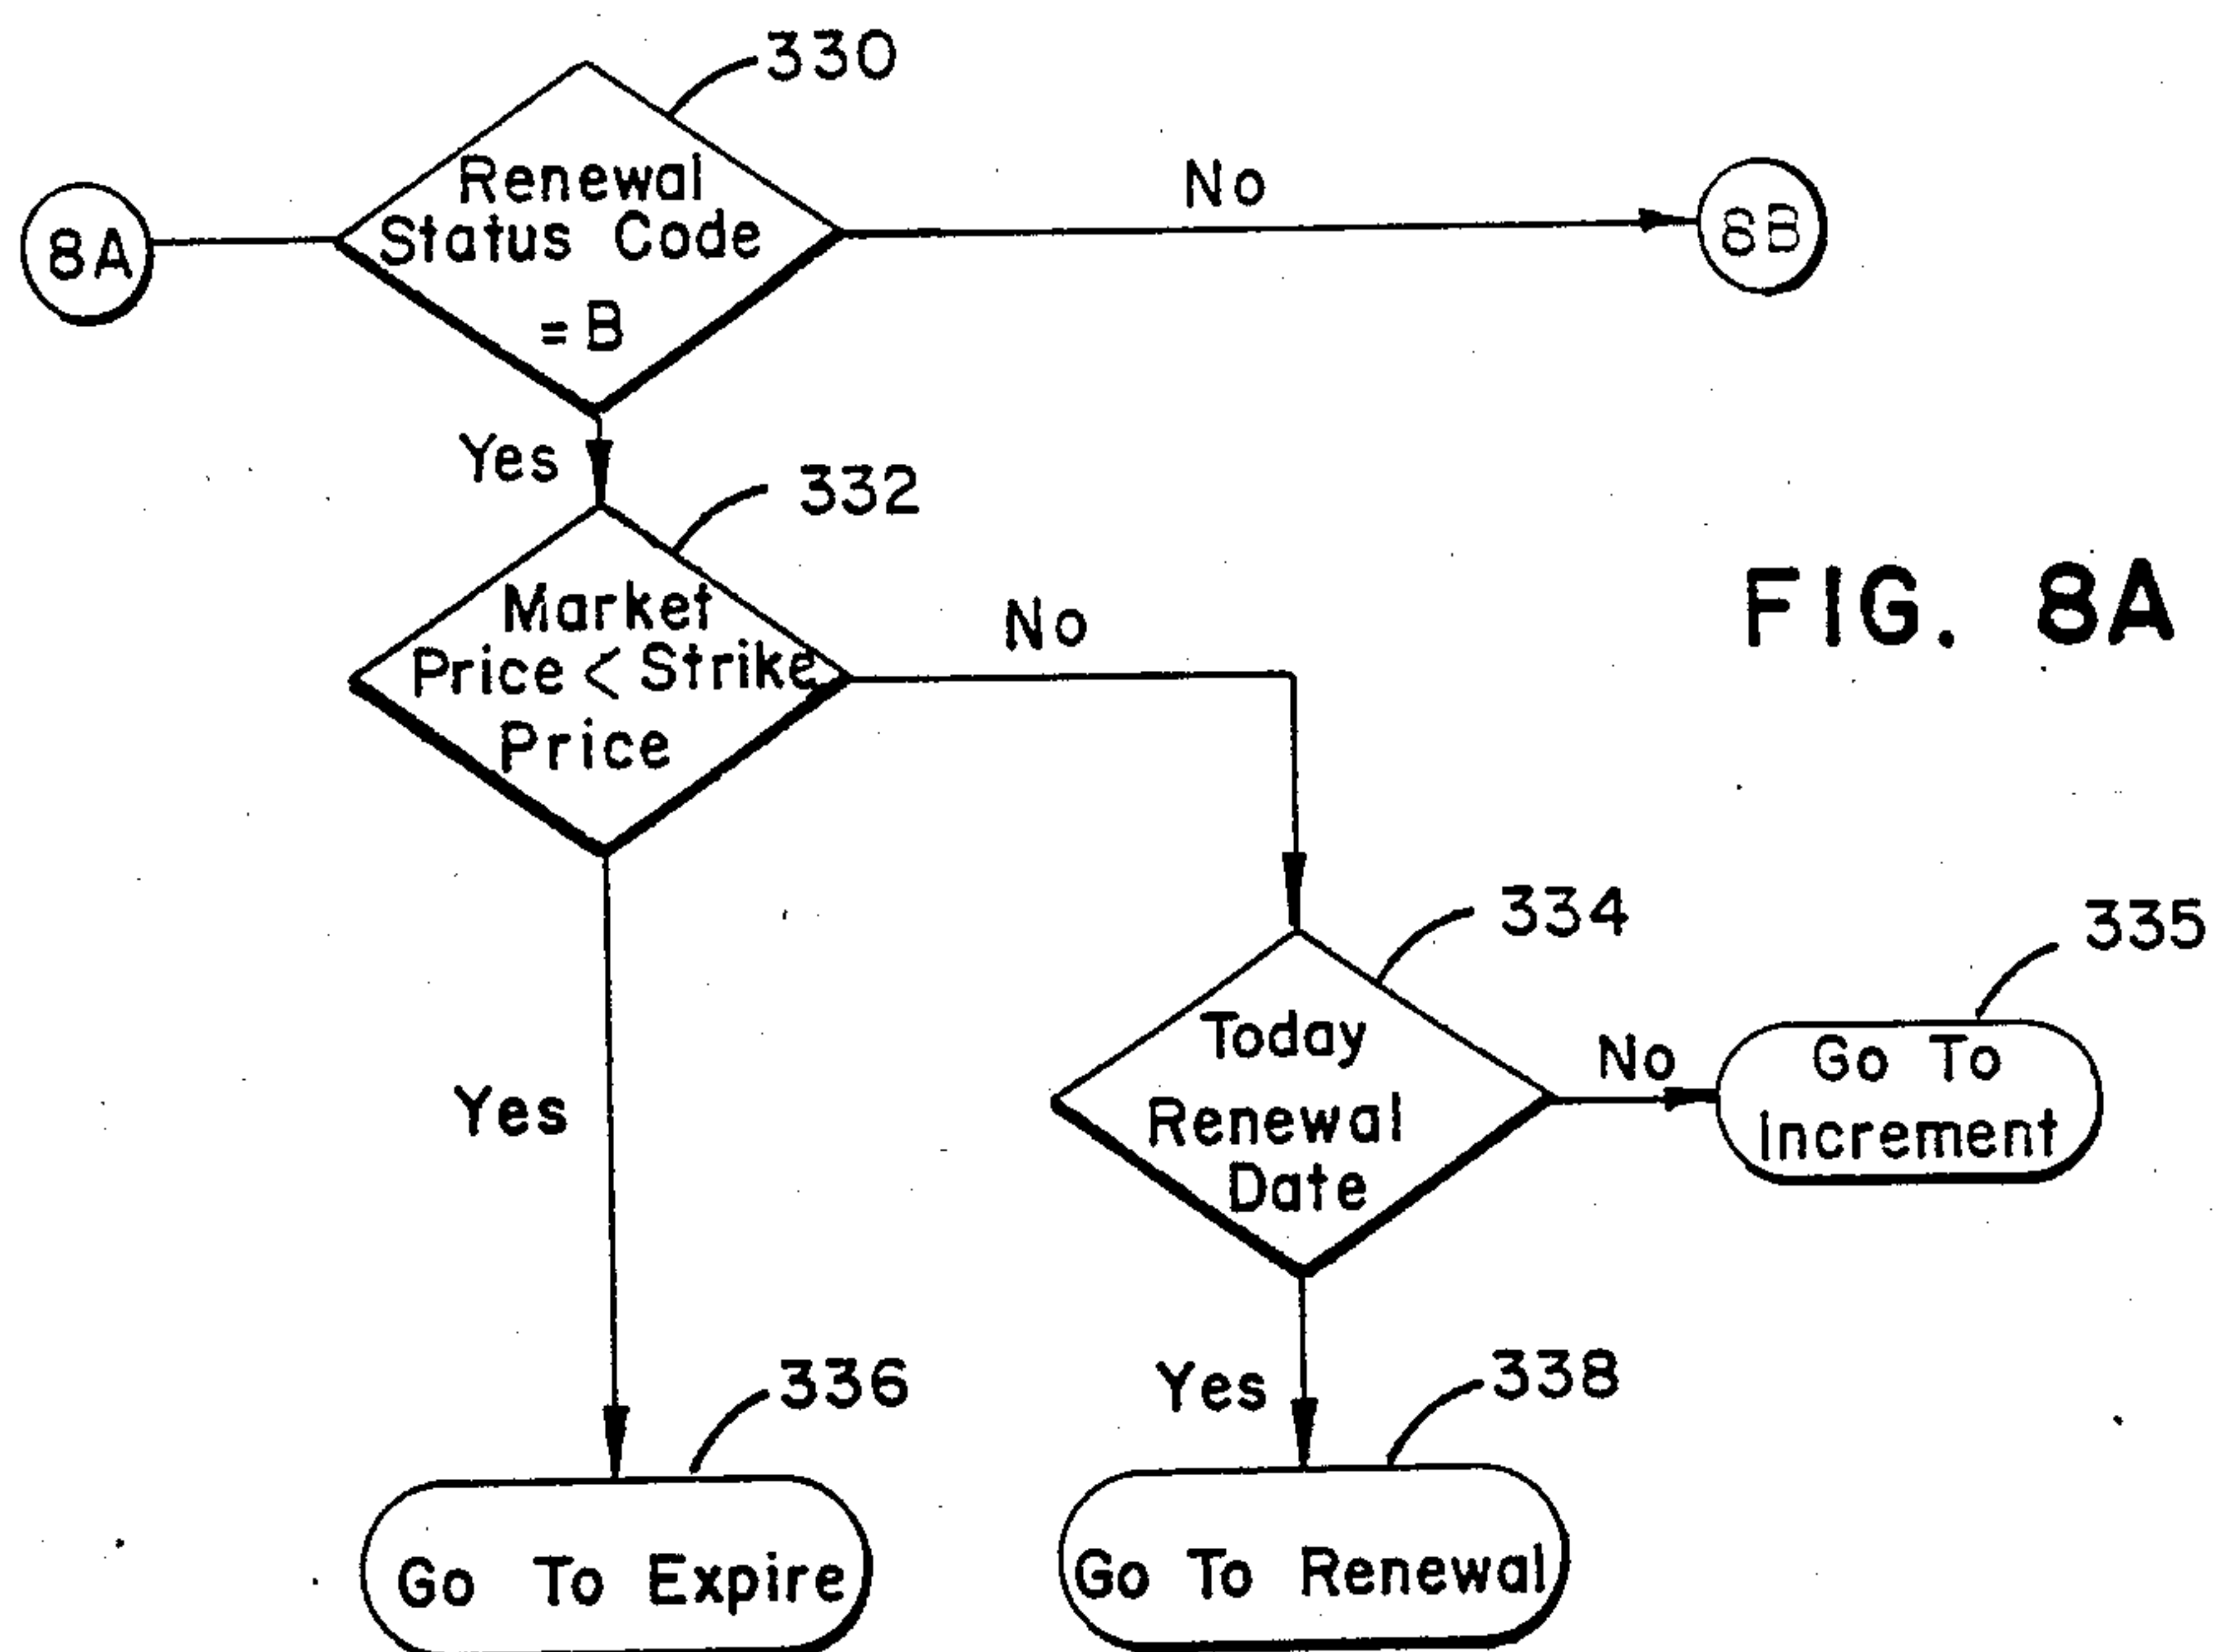 330
Renewal
Status Code
= B
8A
No
8B
Yes
332
Market
Price < Strike
Price
No
FIG. 8A
334
335
Today
Renewal
Date
No
Go To
Increment
Yes
336
Yes
338
Go To Expire
Go To Renewal